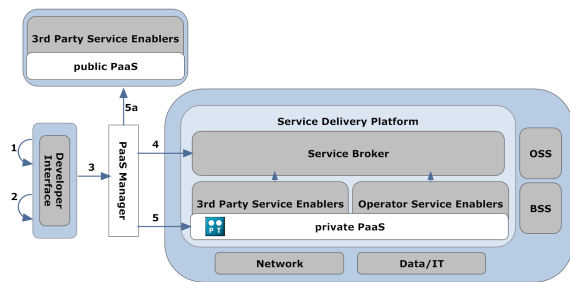 3rd Party Service Enablers
public PaaS
5a
Service Delivery Platform
1
2
Developer
Interface
3
PaaS Manager
4
Service Broker
OSS
3rd Party Service Enablers
Operator Service Enablers
BSS
5
PT
private PaaS
Network
Data/IT